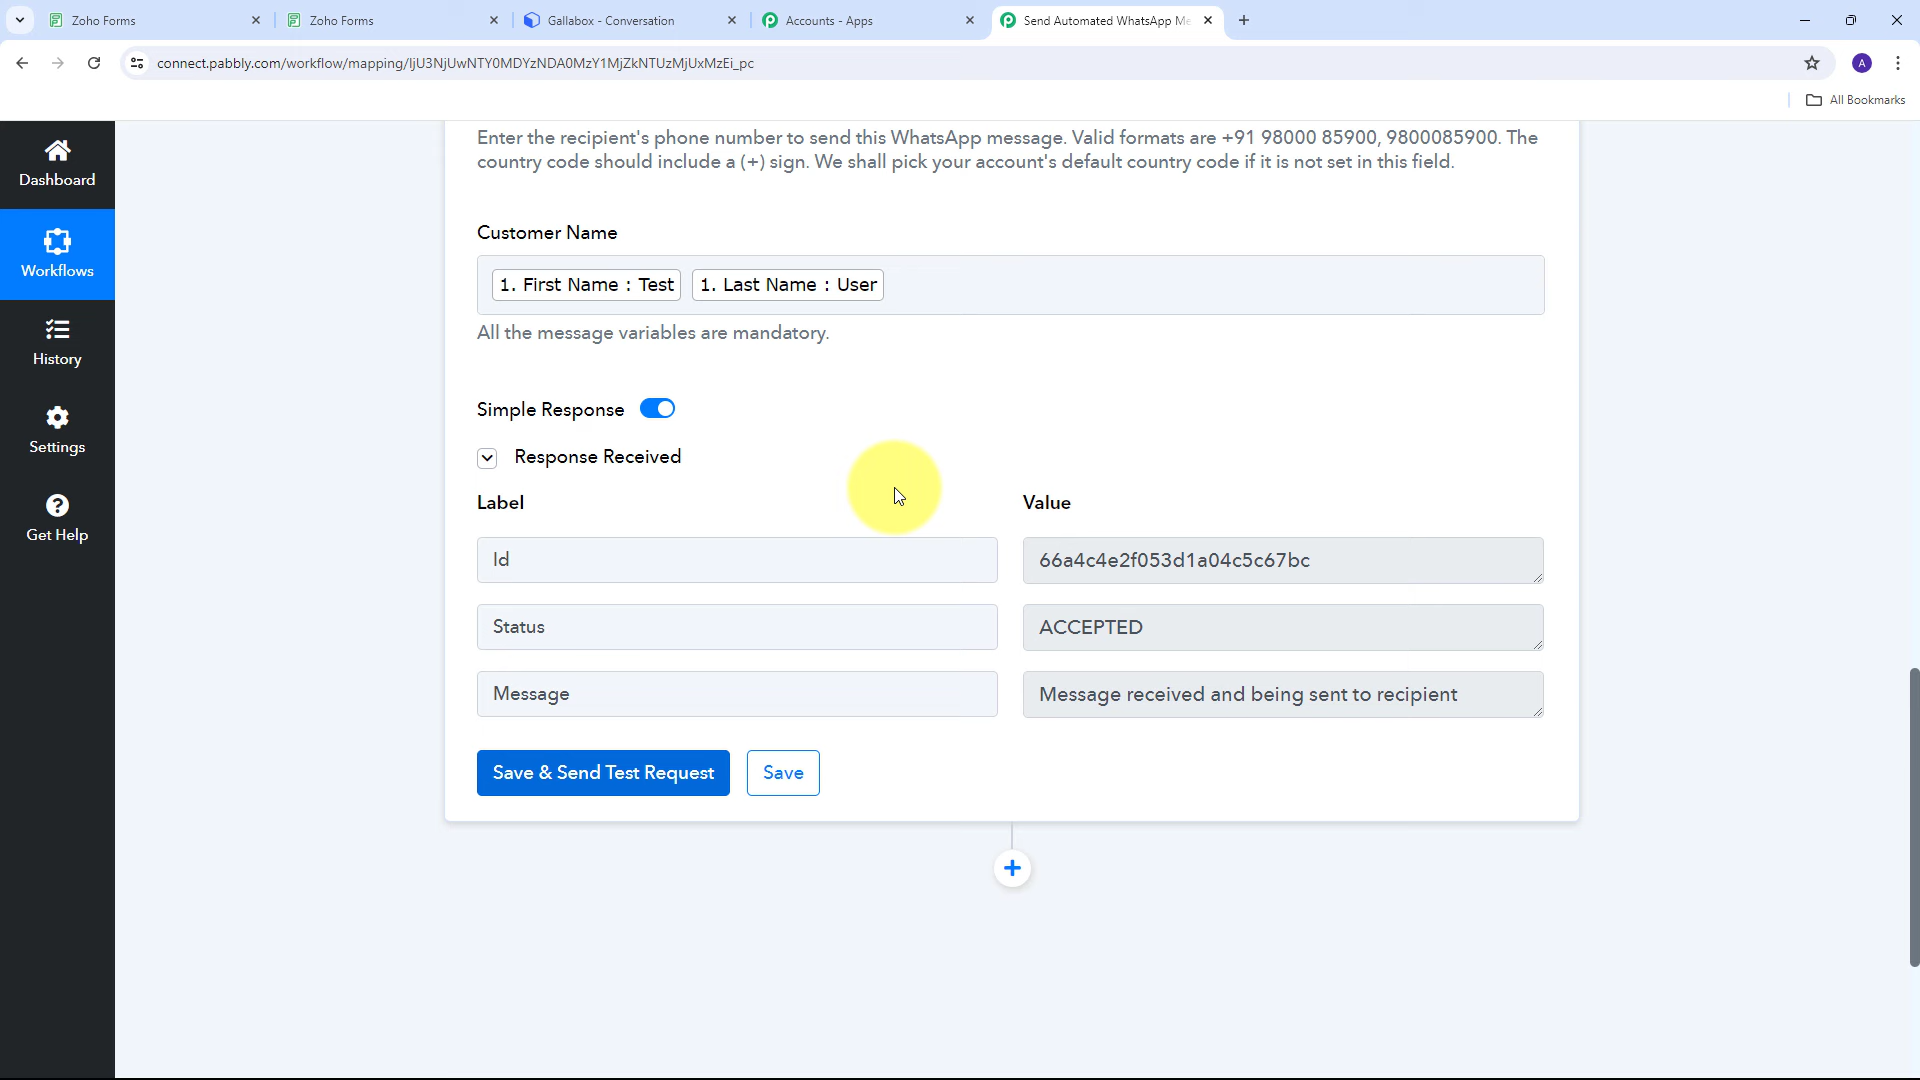 Zoho Forms
Zoho Forms
Gallabox - Conversation
Accounts - Apps
Send Automated WhatsApp Me
connect.pabbly.com/workflow/mapping/IjU3NjUwNTY0MDYzNDA0MzY1MjZkNTUzMjUxMzEi_pc
A
All Bookmarks
Dashboard
Workflows
History
Settings
Get Help
Enter the recipient's phone number to send this WhatsApp message. Valid formats are +91 98000 85900, 9800085900. The
country code should include a (+) sign. We shall pick your account's default country code if it is not set in this field.
Customer Name
1. First Name : Test 1. Last Name : User
All the message variables are mandatory.
Simple Response
Response Received
Label Value
Id 66a4c4e2f053d1a04c5c67bc
Status ACCEPTED
Message Message received and being sent to recipient
Save & Send Test Request Save